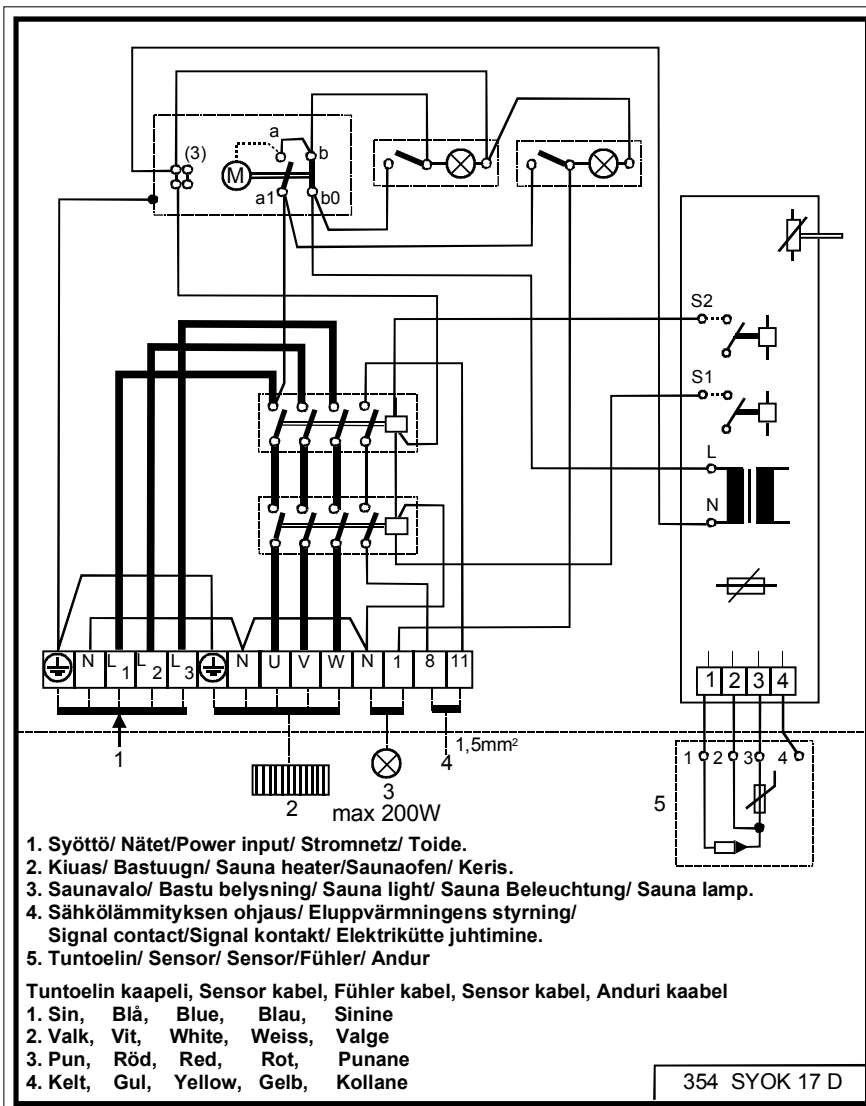 a
b
(3)
M
a1
b0
S2
S1
L
N
N L1 L2 L3 N U V W N 1 8 11
1 2 3 4
1 2 3 4
1,5mm²
1
2
3
4
5
max 200W
1. Syöttö/ Nätet/Power input/ Stromnetz/ Toide.
2. Kiuas/ Bastuugn/ Sauna heater/Saunaofen/ Keris.
3. Saunavalo/ Bastu belysning/ Sauna light/ Sauna Beleuchtung/ Sauna lamp.
4. Sähkölämmityksen ohjaus/ Eluppvärmningens styrning/
Signal contact/Signal kontakt/ Elektrikütte juhtimine.
5. Tuntoelin/ Sensor/ Sensor/Fühler/ Andur
Tuntoelin kaapeli, Sensor kabel, Fühler kabel, Sensor kabel, Anduri kaabel
1. Sin, Blå, Blue, Blau, Sinine
2. Valk, Vit, White, Weiss, Valge
3. Pun, Röd, Red, Rot, Punane
4. Kelt, Gul, Yellow, Gelb, Kollane
354 SYOK 17 D